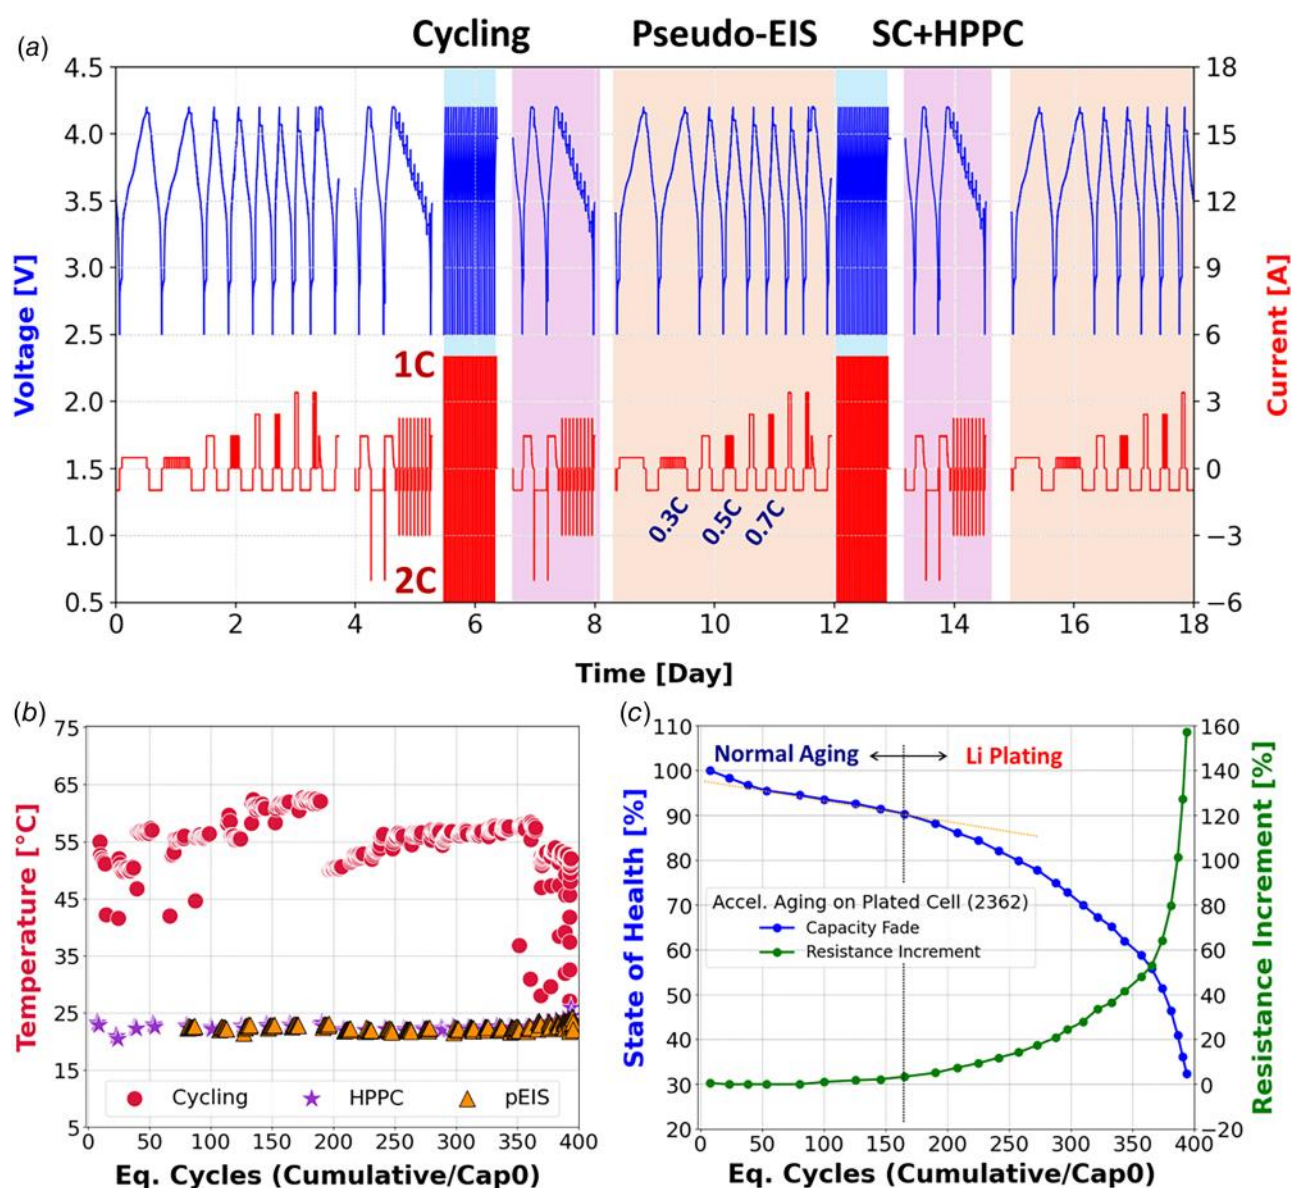 (a)
Cycling Pseudo-EIS SC+HPPC
4.5
4.0
3.5
3.0
2.5
2.0
1.5
1.0
0.5
Voltage [V]
18
15
12
9
6
3
0
−3
−6
Current [A]
1C
2C
0.3C
0.5C
0.7C
0 2 4 6 8 10 12 14 16 18
Time [Day]
(b)
75
65
55
45
35
25
15
5
Temperature [°C]
Cycling HPPC pEIS
0 50 100 150 200 250 300 350 400
Eq. Cycles (Cumulative/Cap0)
(c)
110
100
90
80
70
60
50
40
30
20
State of Health [%]
Normal Aging Li Plating
Accel. Aging on Plated Cell (2362)
Capacity Fade
Resistance Increment
160
140
120
100
80
60
40
20
0
−20
Resistance Increment [%]
0 50 100 150 200 250 300 350 400
Eq. Cycles (Cumulative/Cap0)